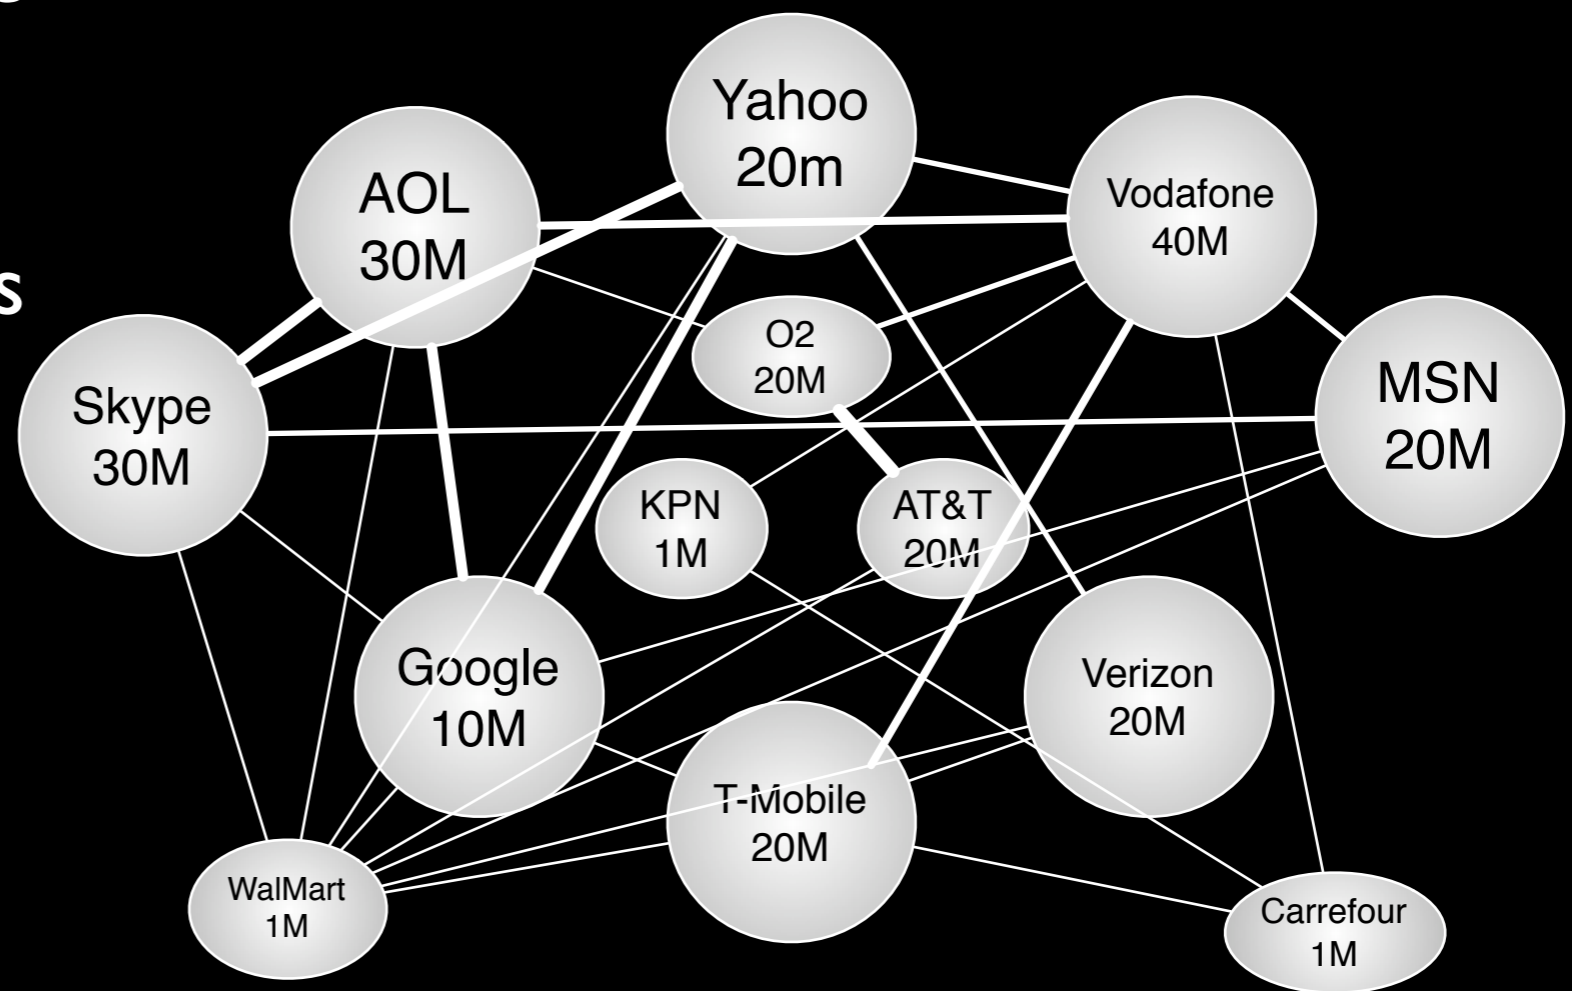 Yahoo
20m
AOL
30M
Vodafone
40M
s
O2
20M
MSN
20M
Skype
30M
KPN
1M
AT&T
20M
Google
10M
Verizon
20M
T-Mobile
20M
WalMart
1M
Carrefour
1M